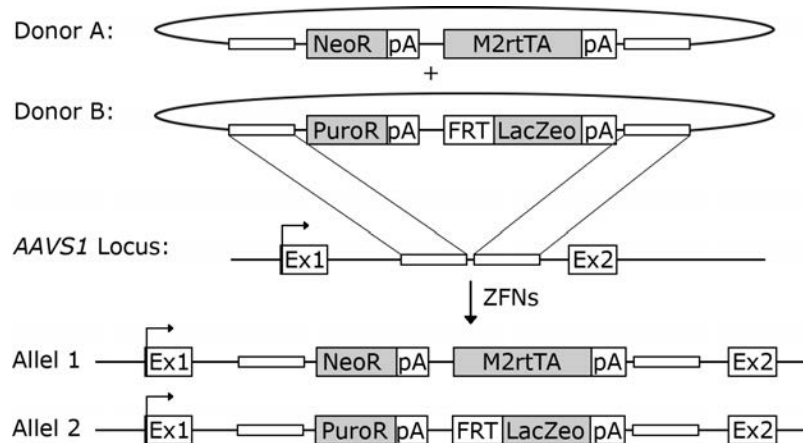 Donor A:
NeoR pA M2rtTA pA
+
Donor B:
PuroR pA FRT LacZeo pA
AAVS1 Locus:
Ex1 Ex2
ZFNs
Allel 1 Ex1 NeoR pA M2rtTA pA Ex2
Allel 2 Ex1 PuroR pA FRT LacZeo pA Ex2